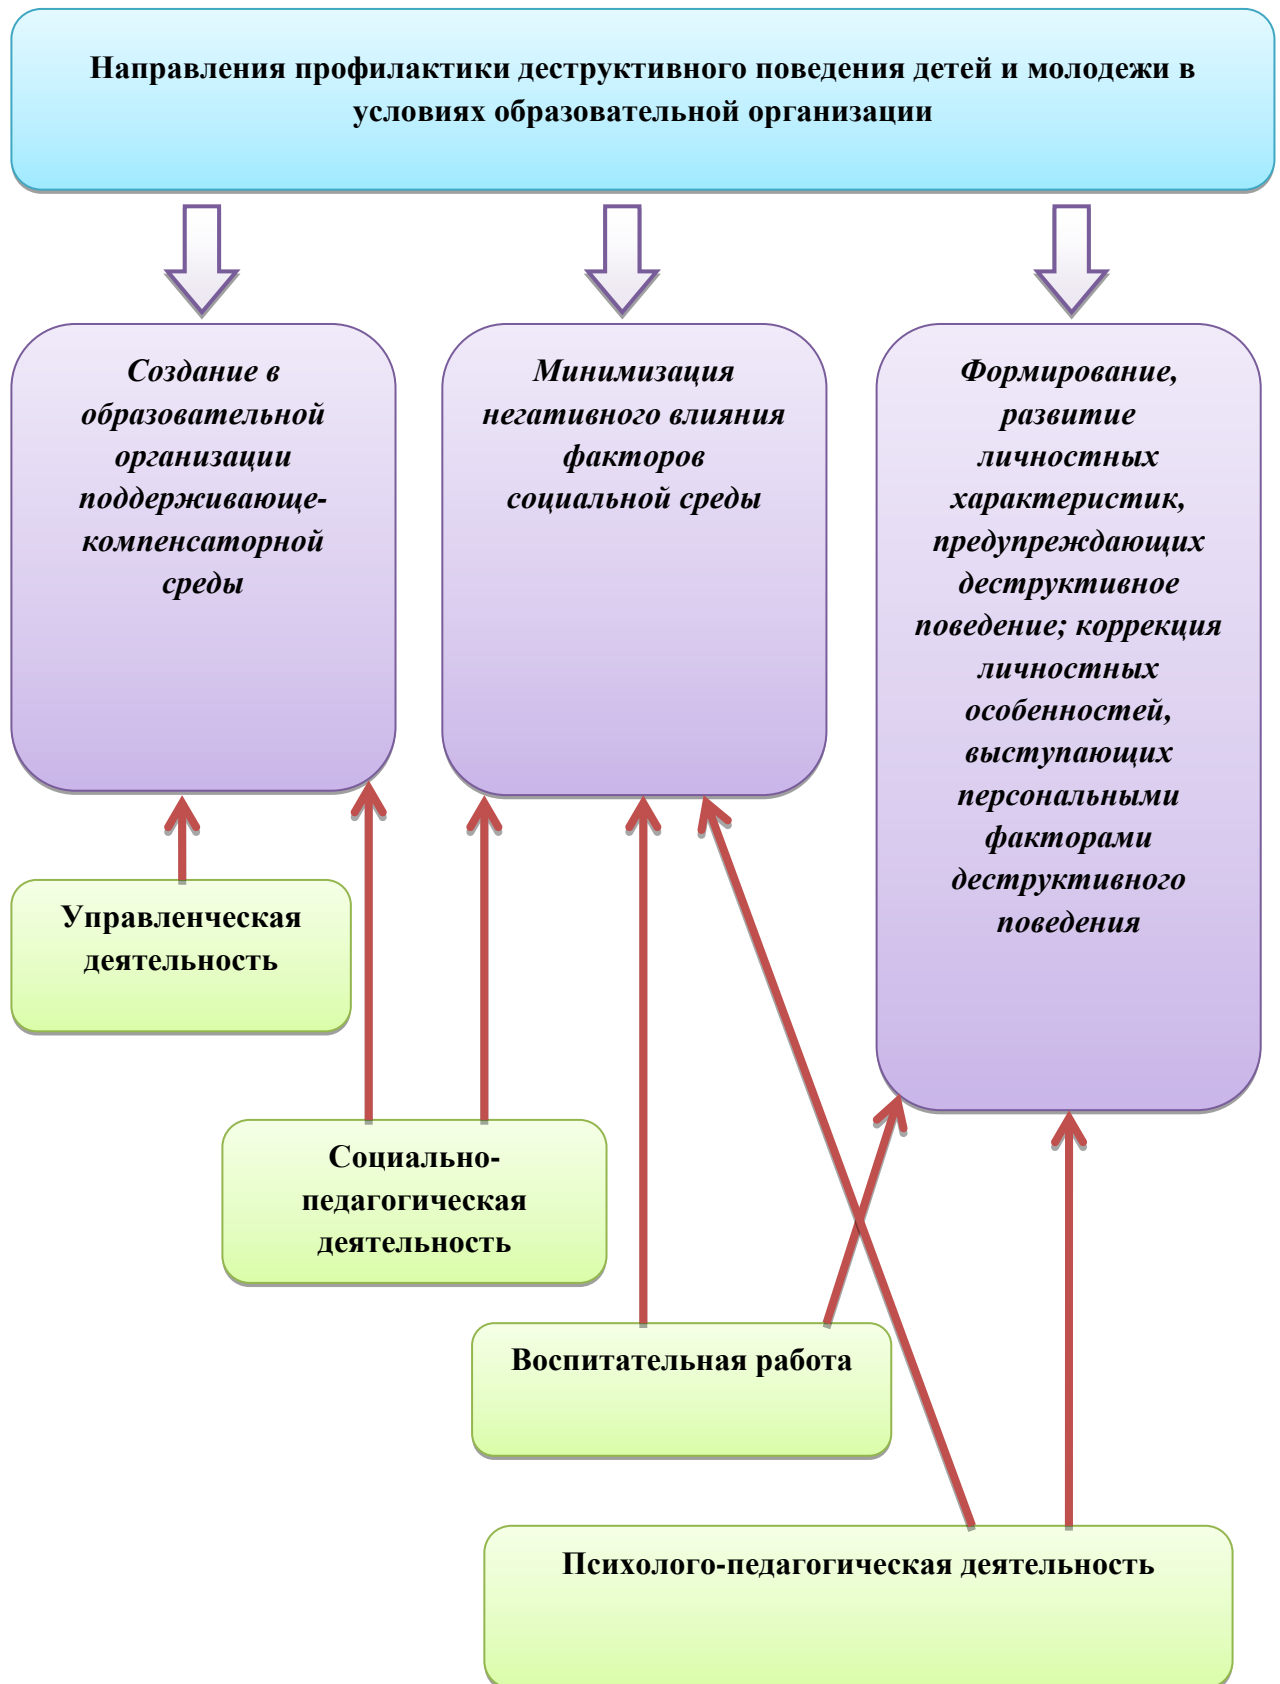 Направления профилактики деструктивного поведения детей и молодежи в
условиях образовательной организации
Создание в
образовательной
организации
поддерживающе-
компенсаторной
среды
Минимизация
негативного влияния
факторов
социальной среды
Формирование,
развитие
личностных
характеристик,
предупреждающих
деструктивное
поведение; коррекция
личностных
особенностей,
выступающих
персональными
факторами
деструктивного
поведения
Управленческая
деятельность
Социально-
педагогическая
деятельность
Воспитательная работа
Психолого-педагогическая деятельность